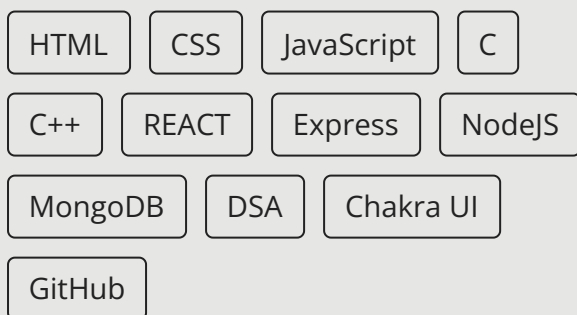 HTML CSS JavaScript C
C++ REACT Express NodeJS
MongoDB DSA Chakra UI
GitHub